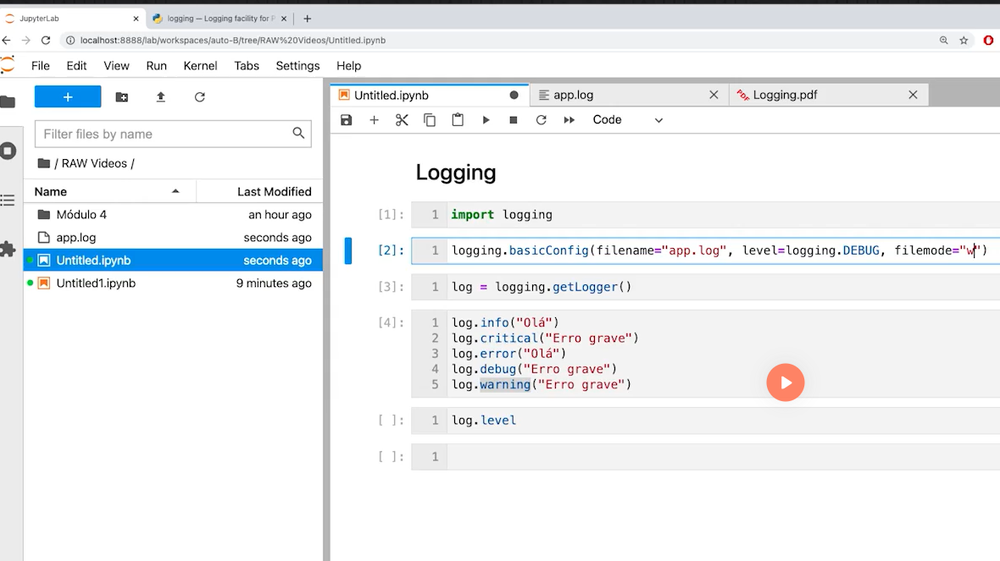 JupyterLab
logging — Logging facility for P
localhost:8888/lab/workspaces/auto-B/tree/RAW%20Videos/Untitled.ipynb
File Edit View Run Kernel Tabs Settings Help
+
Filter files by name
/ RAW Videos /
Name Last Modified
Módulo 4 an hour ago
app.log seconds ago
Untitled.ipynb seconds ago
Untitled1.ipynb 9 minutes ago
Untitled.ipynb app.log Logging.pdf
Code
Logging
[1]: 1 import logging
[2]: 1 logging.basicConfig(filename="app.log", level=logging.DEBUG, filemode="w")
[3]: 1 log = logging.getLogger()
[4]: 1 log.info("Olá")
2 log.critical("Erro grave")
3 log.error("Olá")
4 log.debug("Erro grave")
5 log.warning("Erro grave")
[ ]: 1 log.level
[ ]: 1